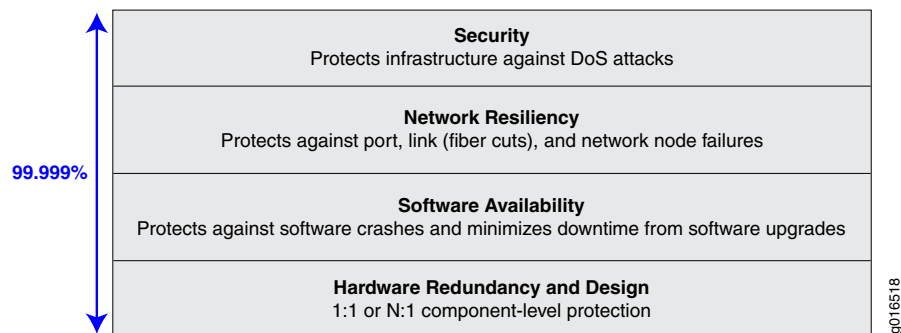 Security
Protects infrastructure against DoS attacks
Network Resiliency
Protects against port, link (fiber cuts), and network node failures
99.999%
Software Availability
Protects against software crashes and minimizes downtime from software upgrades
Hardware Redundancy and Design
1:1 or N:1 component-level protection
g016518